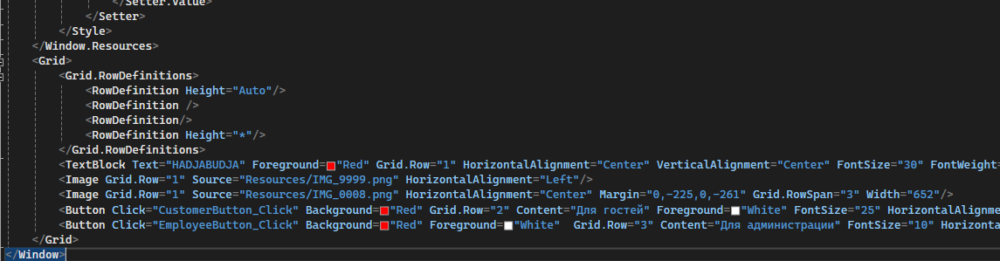 </Setter.Value>
</Setter>
</Style>
</Window.Resources>
<Grid>
<Grid.RowDefinitions>
<RowDefinition Height="Auto"/>
<RowDefinition />
<RowDefinition/>
<RowDefinition Height="*"/>
</Grid.RowDefinitions>
<TextBlock Text="HADJABUDJA" Foreground="Red" Grid.Row="1" HorizontalAlignment="Center" VerticalAlignment="Center" FontSize="30" FontWeight=
<Image Grid.Row="1" Source="Resources/IMG_9999.png" HorizontalAlignment="Left"/>
<Image Grid.Row="1" Source="Resources/IMG_0008.png" HorizontalAlignment="Center" Margin="0,-225,0,-261" Grid.RowSpan="3" Width="652"/>
<Button Click="CustomerButton_Click" Background="Red" Grid.Row="2" Content="Для гостей" Foreground="White" FontSize="25" HorizontalAlignme
<Button Click="EmployeeButton_Click" Background="Red" Foreground="White"  Grid.Row="3" Content="Для администрации" FontSize="10" Horizonta
</Grid>
</Window>